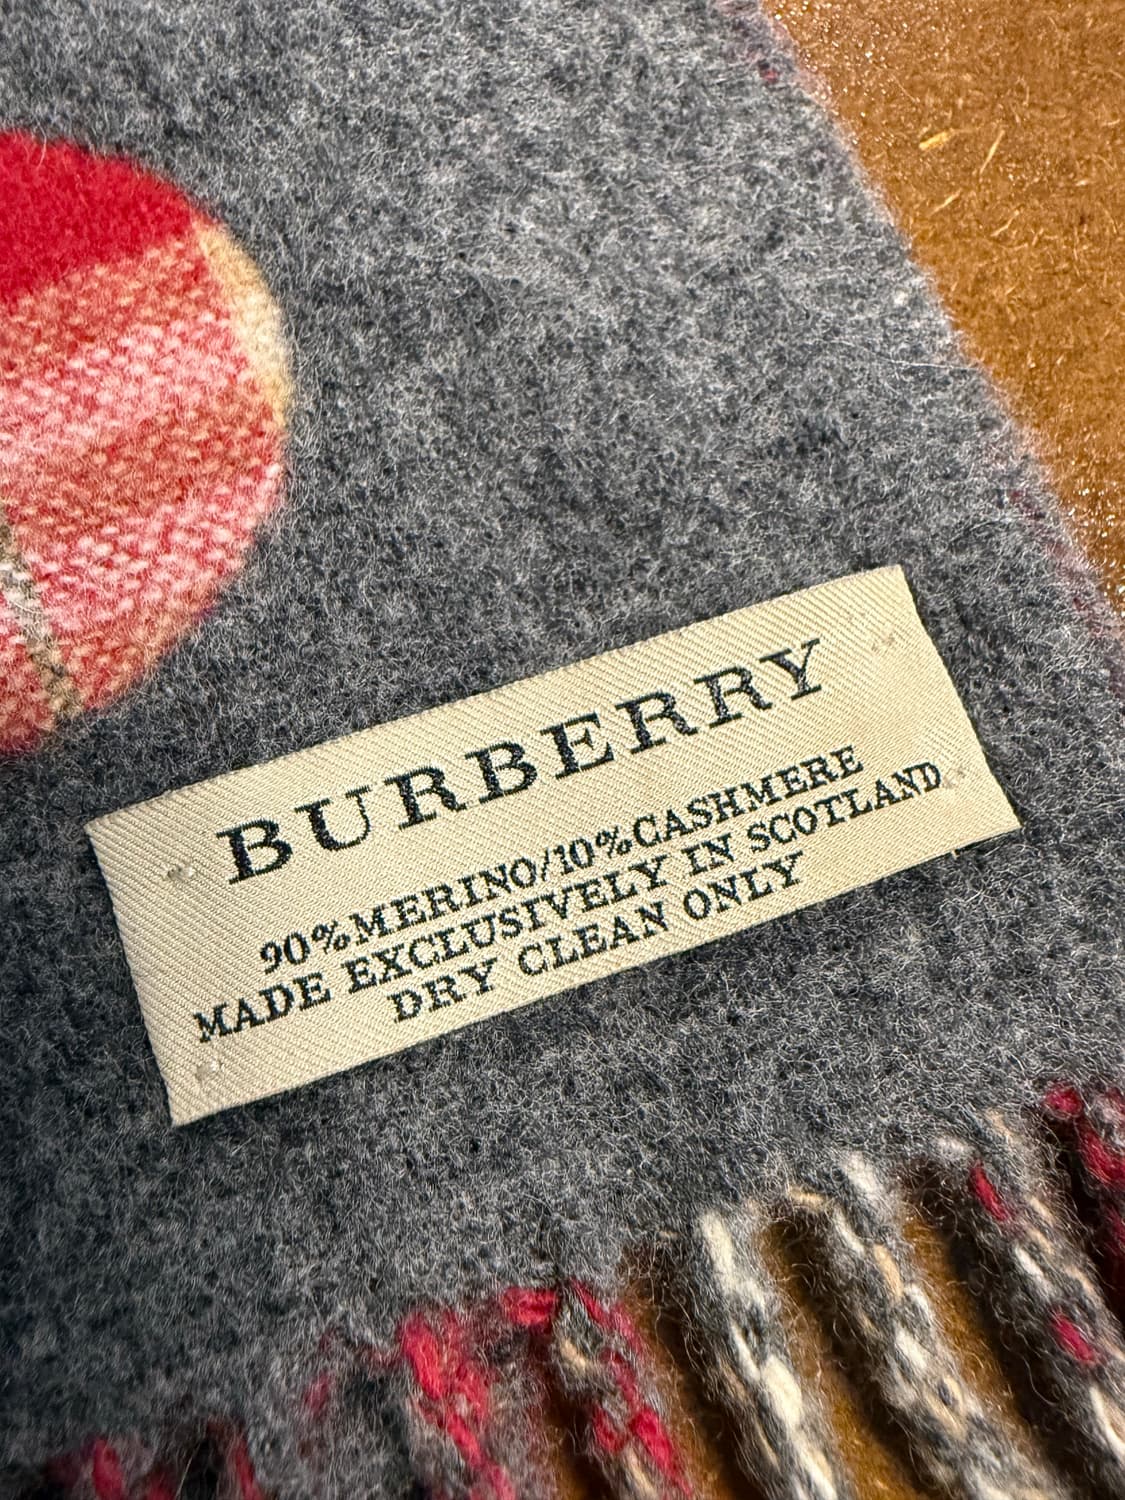 BURBERRY
90%MERINO/10%CASHMERE
MADE EXCLUSIVELY IN SCOTLAND
DRY CLEAN ONLY